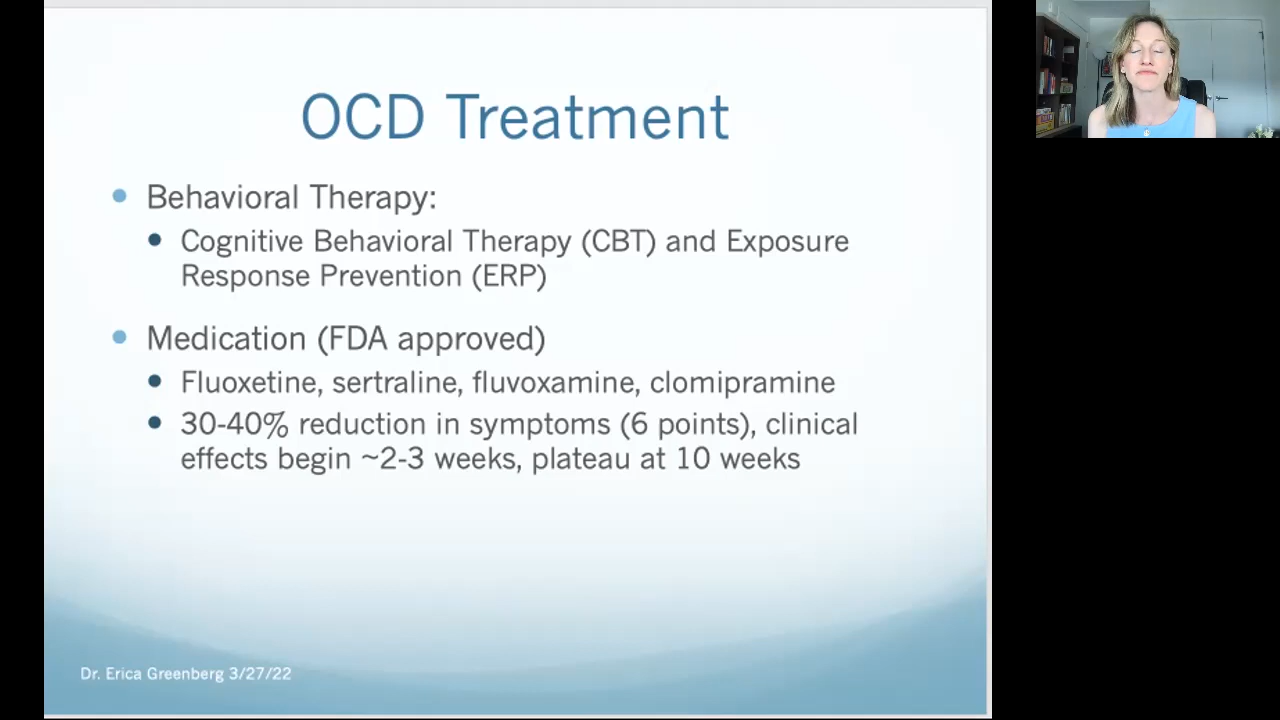 OCD Treatment
Behavioral Therapy:
Cognitive Behavioral Therapy (CBT) and Exposure
Response Prevention (ERP)
Medication (FDA approved)
Fluoxetine, sertraline, fluvoxamine, clomipramine
30-40% reduction in symptoms (6 points), clinical
effects begin ~2-3 weeks, plateau at 10 weeks
Dr. Erica Greenberg 3/27/22